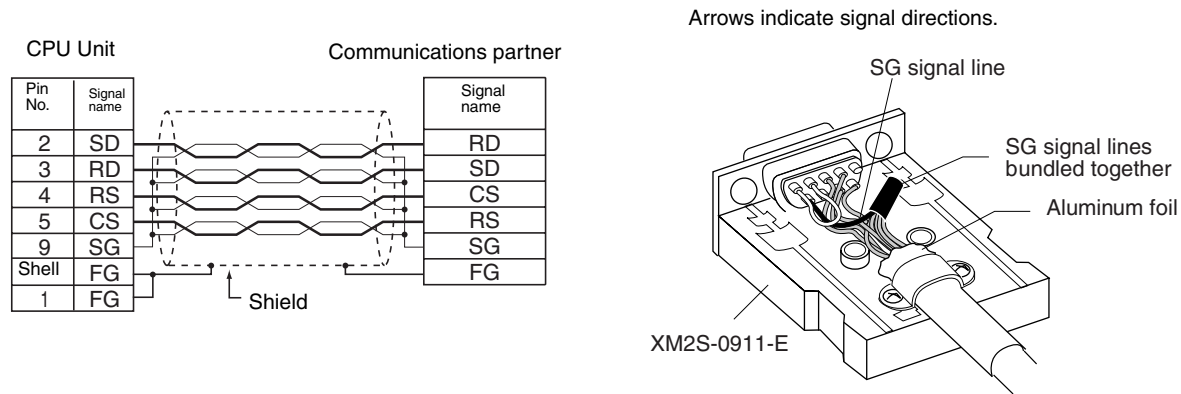 Arrows indicate signal directions.
CPU Unit
Communications partner
Pin No.
Signal name
2 SD
3 RD
4 RS
5 CS
9 SG
Shell FG
1 FG
Signal name
RD
SD
CS
RS
SG
FG
Shield
SG signal line
SG signal lines
bundled together
Aluminum foil
XM2S-0911-E